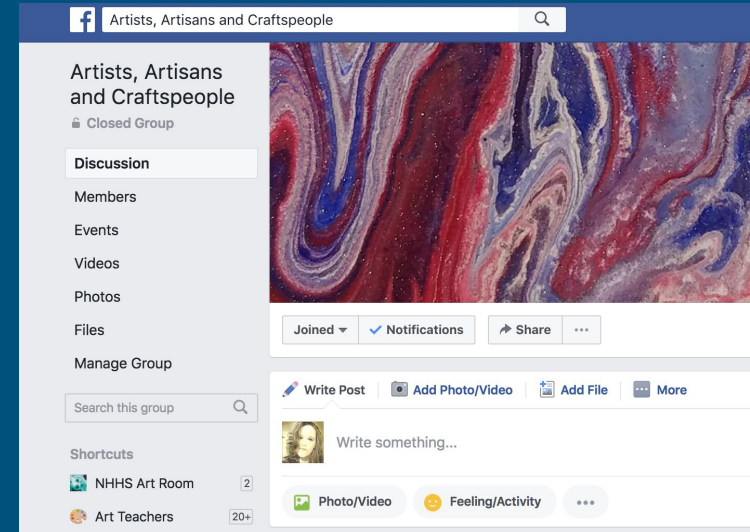 Artists, Artisans and Craftspeople
Artists, Artisans
and Craftspeople
Closed Group
Discussion
Members
Events
Videos
Photos
Files
Manage Group
Search this group
Shortcuts
NHHS Art Room 2
Art Teachers 20+
Joined
Notifications
Share
Write Post
Add Photo/Video
Add File
More
Write something...
Photo/Video
Feeling/Activity